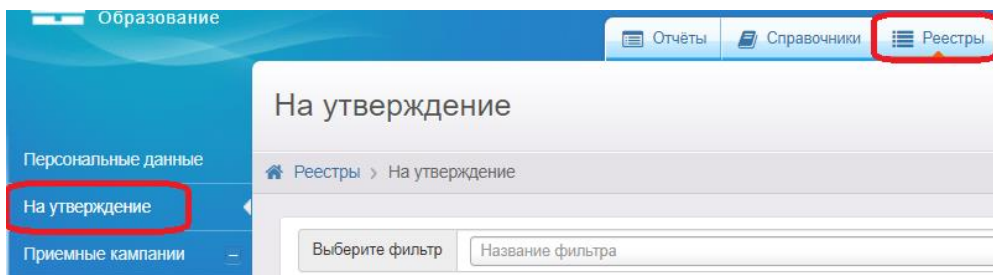 Образование
Отчёты
Справочники
Реестры
На утверждение
Персональные данные
Реестры > На утверждение
На утверждение
Выберите фильтр
Название фильтра
Приемные кампании